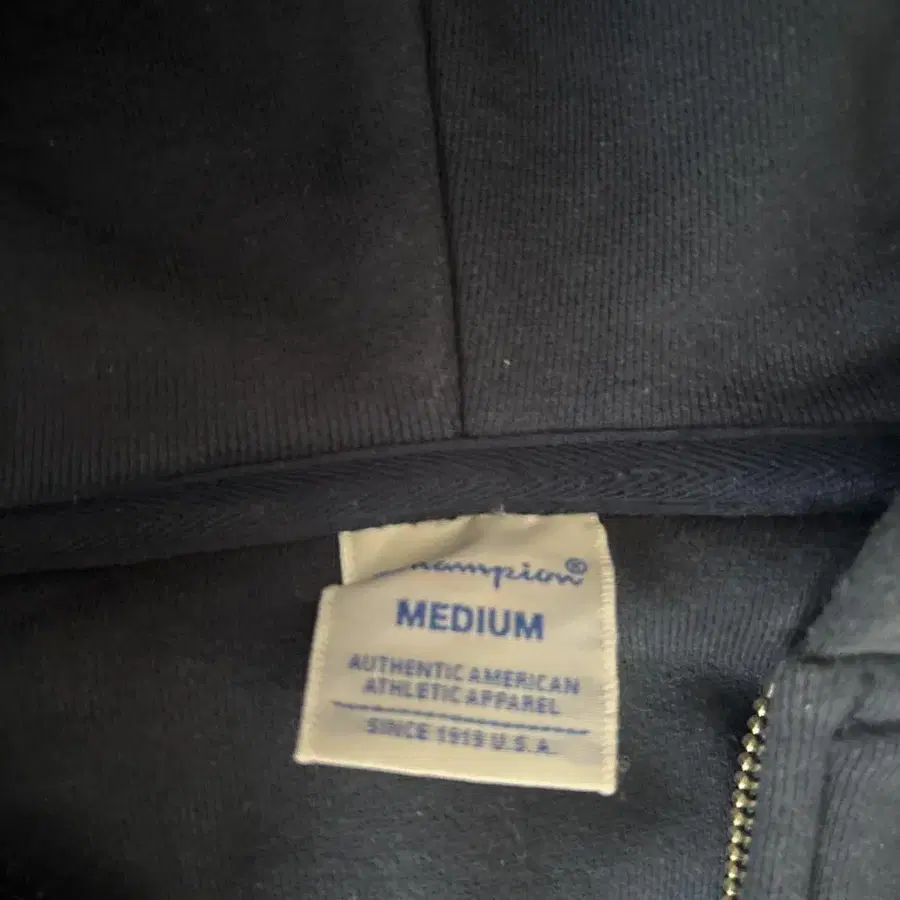 Champion®
MEDIUM
AUTHENTIC AMERICAN
ATHLETIC APPAREL
SINCE 1919 U.S.A.